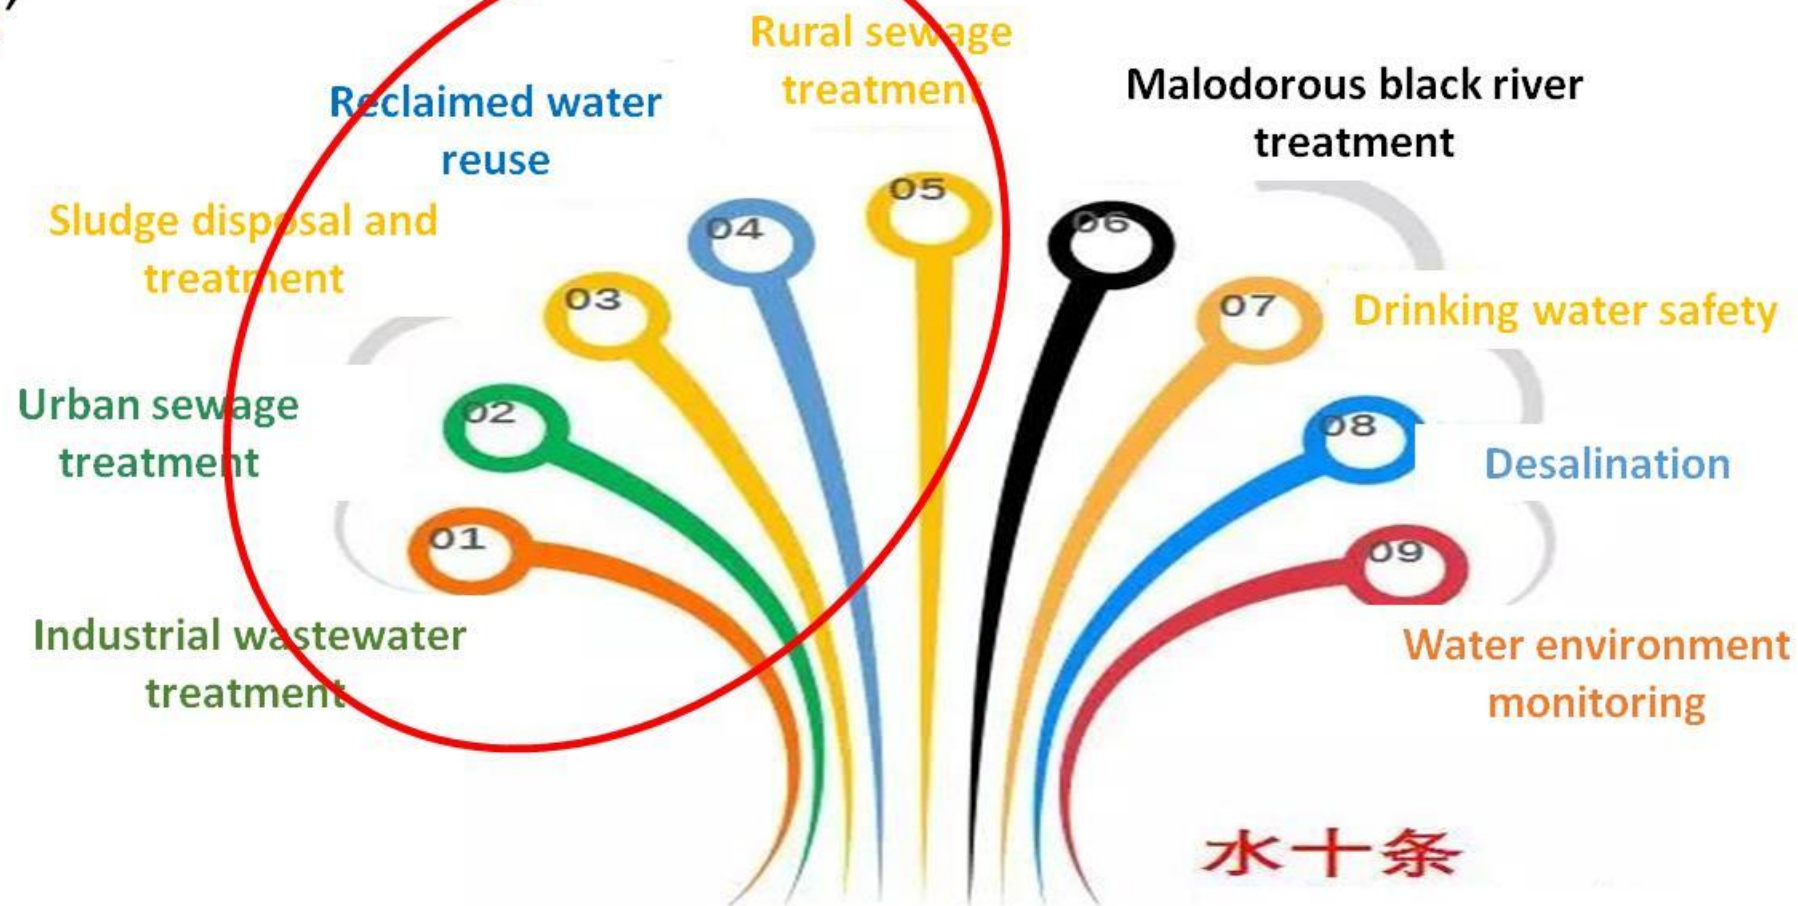 Rural sewage
treatment
Reclaimed water
reuse
Malodorous black river
treatment
Sludge disposal and
treatment
Drinking water safety
Urban sewage
treatment
Desalination
Industrial wastewater
treatment
Water environment
monitoring
01
02
03
04
05
06
07
08
09
水十条